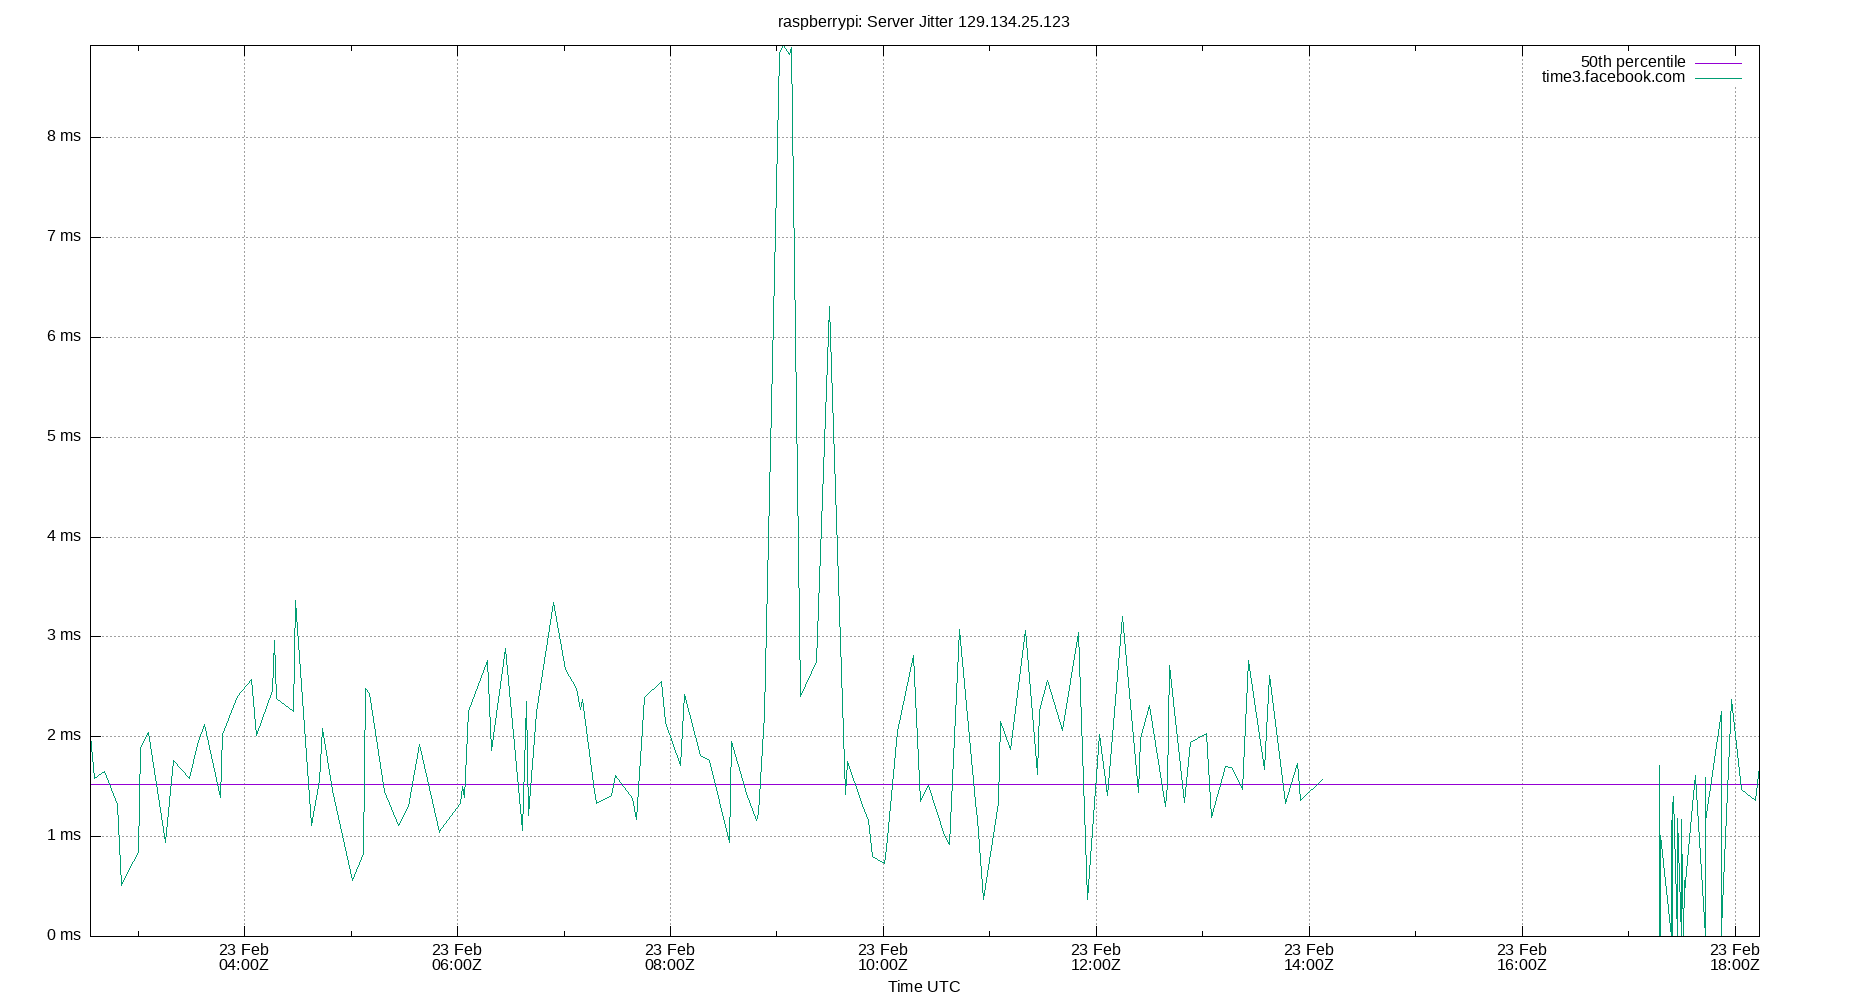 raspberrypi: Server Jitter 129.134.25.123
50th percentile
time3.facebook.com
8 ms
7 ms
6 ms
5 ms
4 ms
3 ms
2 ms
1 ms
0 ms
23 Feb 23 Feb 23 Feb 23 Feb 23 Feb 23 Feb 23 Feb 23 Feb
04:00Z 06:00Z 08:00Z 10:00Z 12:00Z 14:00Z 16:00Z 18:00Z
Time UTC